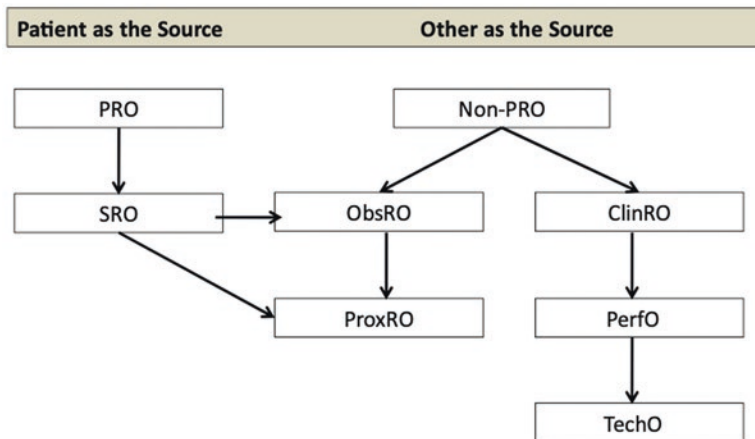 Patient as the Source Other as the Source
PRO Non-PRO
SRO ObsRO ClinRO
ProxRO PerfO
TechO